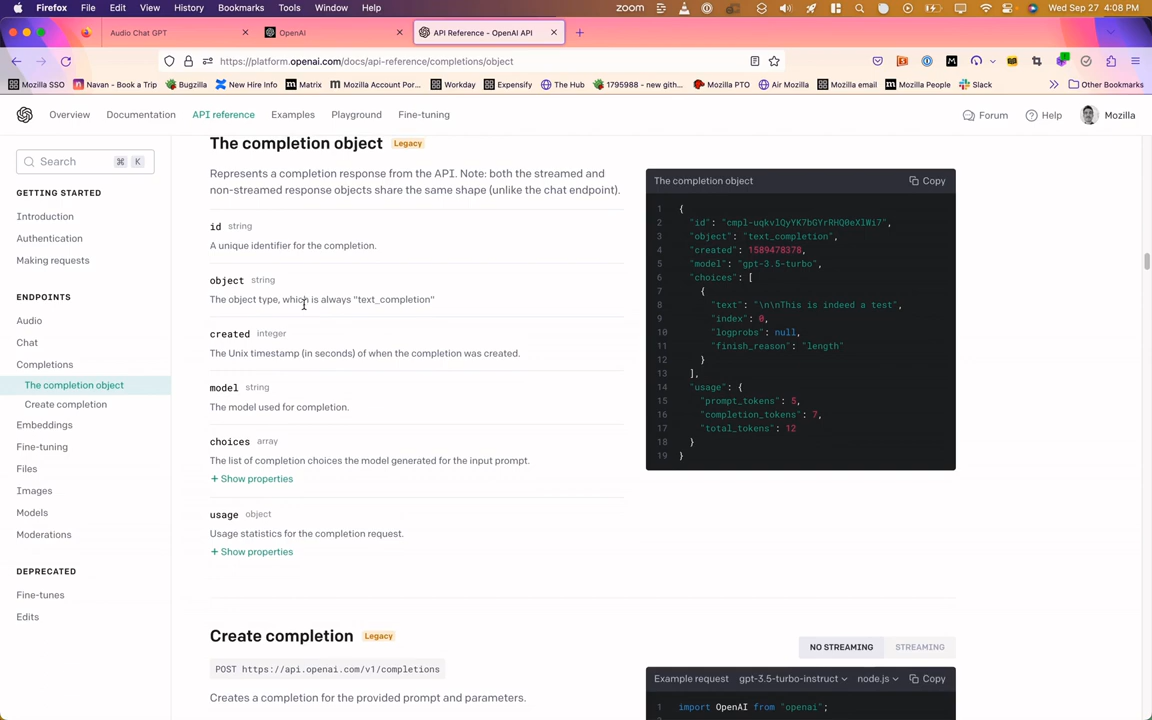 Firefox File Edit View History Bookmarks Tools Window Help zoom Wed Sep 27 4:08 PM
Audio Chat GPT OpenAI API Reference - OpenAI API
https://platform.openai.com/docs/api-reference/completions/object
Mozilla SSO Navan - Book a Trip Bugzilla New Hire Info Matrix Mozilla Account Por... Workday Expensify The Hub 1795988 - new gith... Mozilla PTO Air Mozilla Mozilla email Mozilla People Slack Other Bookmarks
Overview Documentation API reference Examples Playground Fine-tuning Forum Help Mozilla
Search ⌘ K
GETTING STARTED
Introduction
Authentication
Making requests
ENDPOINTS
Audio
Chat
Completions
The completion object
Create completion
Embeddings
Fine-tuning
Files
Images
Models
Moderations
DEPRECATED
Fine-tunes
Edits
The completion object Legacy
Represents a completion response from the API. Note: both the streamed and
non-streamed response objects share the same shape (unlike the chat endpoint).
id string
A unique identifier for the completion.
object string
The object type, which is always "text_completion"
created integer
The Unix timestamp (in seconds) of when the completion was created.
model string
The model used for completion.
choices array
The list of completion choices the model generated for the input prompt.
+ Show properties
usage object
Usage statistics for the completion request.
+ Show properties
The completion object Copy
1 {
2 "id": "cmpl-uqkvlQyYK7bGYrRHQ0eXlWi7",
3 "object": "text_completion",
4 "created": 1589478378,
5 "model": "gpt-3.5-turbo",
6 "choices": [
7 {
8 "text": "\n\nThis is indeed a test",
9 "index": 0,
10 "logprobs": null,
11 "finish_reason": "length"
12 }
13 ],
14 "usage": {
15 "prompt_tokens": 5,
16 "completion_tokens": 7,
17 "total_tokens": 12
18 }
19 }
Create completion Legacy
POST https://api.openai.com/v1/completions
Creates a completion for the provided prompt and parameters.
NO STREAMING STREAMING
Example request gpt-3.5-turbo-instruct node.js Copy
1 import OpenAI from "openai";